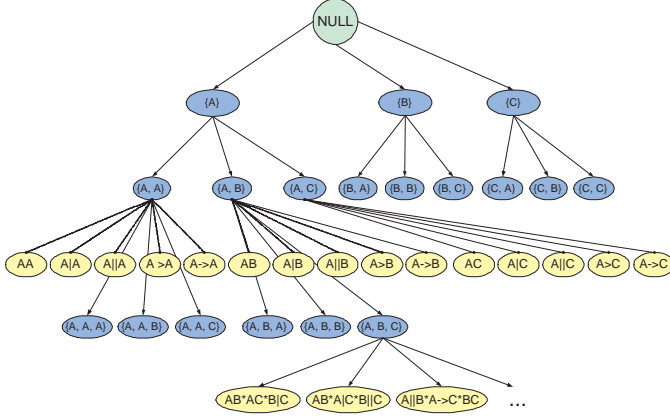 NULL
{A} {B} {C}
{A, A} {A, B} {A, C} {B, A} {B, B} {B, C} {C, A} {C, B} {C, C}
AA A|A A||A A >A A->A AB A|B A||B A>B A->B AC A|C A||C A>C A->C
{A, A, A} {A, A, B} {A, A, C} {A, B, A} {A, B, B} {A, B, C}
AB*AC*B|C AB*A|C*B||C A||B*A->C*BC ...